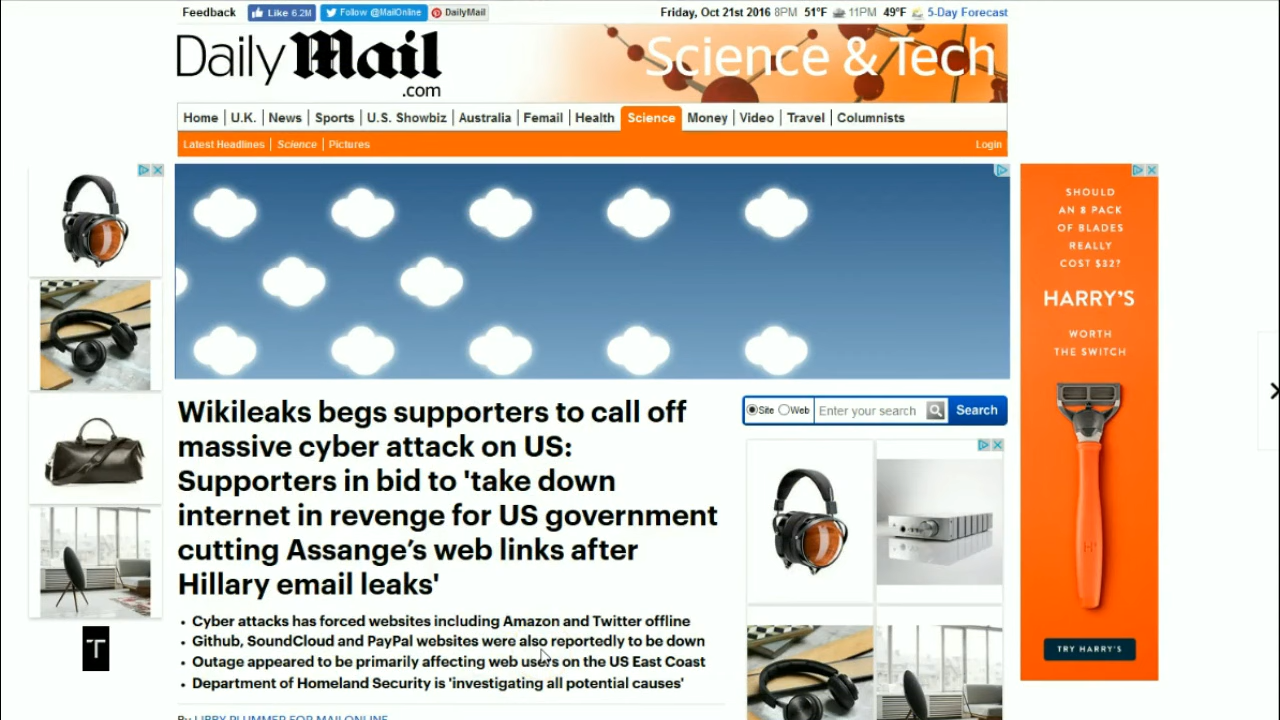 Feedback Like 6.2M Follow @MailOnline DailyMail Friday, Oct 21st 2016 8PM 51°F 11PM 49°F 5-Day Forecast
Daily Mail
.com
Science & Tech
Home U.K. News Sports U.S. Showbiz Australia Femail Health Science Money Video Travel Columnists
Latest Headlines Science Pictures Login
SHOULD
AN 8 PACK
OF BLADES
REALLY
COST $32?
HARRY'S
WORTH
THE SWITCH
TRY HARRY'S
Wikileaks begs supporters to call off
massive cyber attack on US:
Supporters in bid to 'take down
internet in revenge for US government
cutting Assange's web links after
Hillary email leaks'
Site Web Enter your search Search
• Cyber attacks has forced websites including Amazon and Twitter offline
• Github, SoundCloud and PayPal websites were also reportedly to be down
• Outage appeared to be primarily affecting web users on the US East Coast
• Department of Homeland Security is 'investigating all potential causes'
By LIBBY PLUMMER FOR MAILONLINE
T